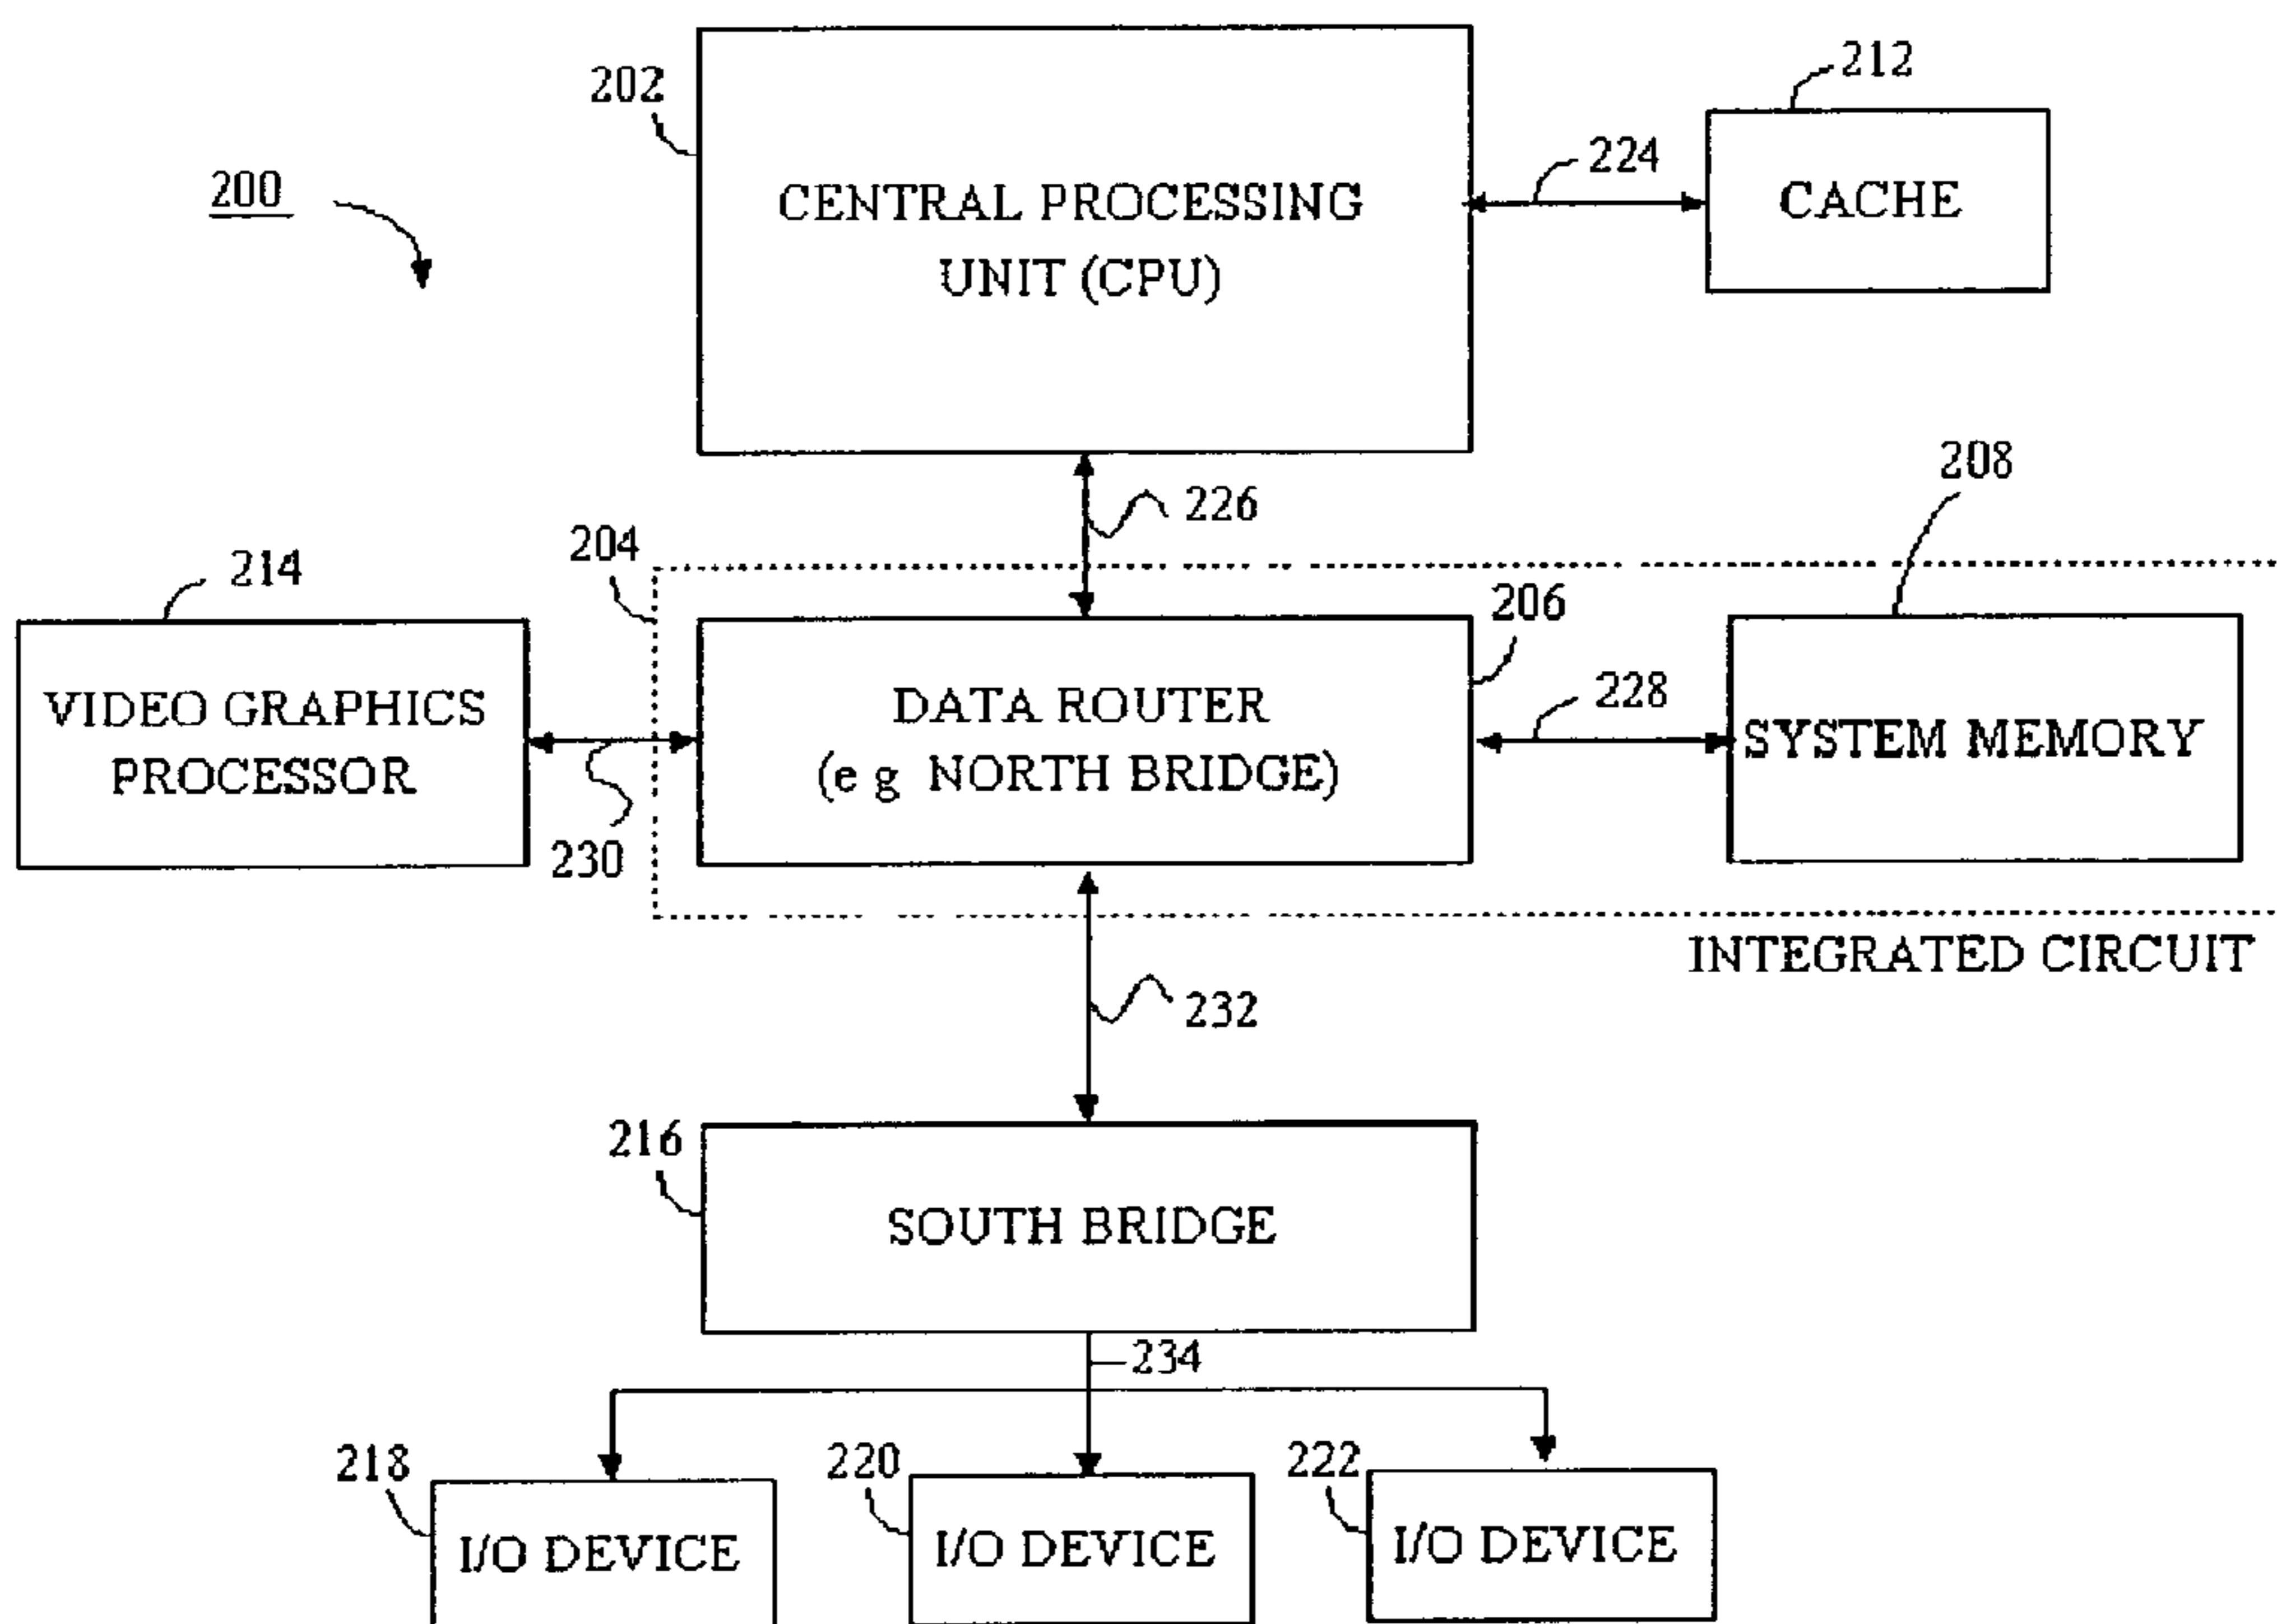 202
212
200
224
CENTRAL PROCESSING
UNIT (CPU)
CACHE
208
226
204
214
206
VIDEO GRAPHICS
PROCESSOR
DATA ROUTER
(e g NORTH BRIDGE)
228
SYSTEM MEMORY
230
INTEGRATED CIRCUIT
232
216
SOUTH BRIDGE
234
218
220
222
I/O DEVICE
I/O DEVICE
I/O DEVICE